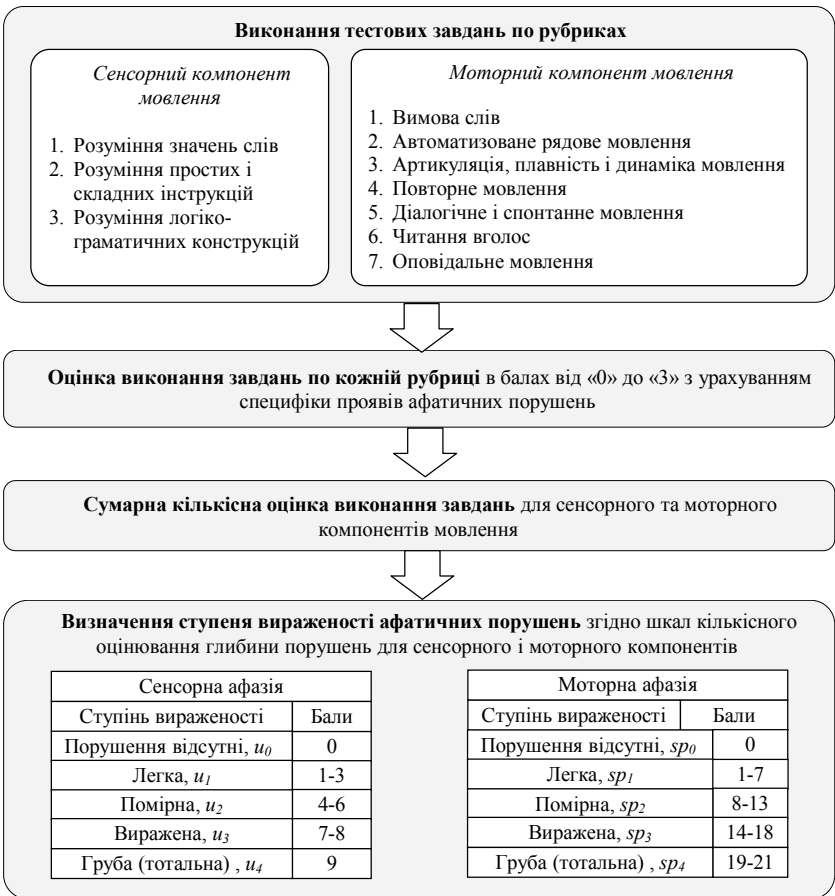 Виконання тестових завдань по рубриках
Сенсорний компонент
мовлення
1. Розуміння значень слів
2. Розуміння простих і
складних інструкцій
3. Розуміння логіко-
граматичних конструкцій
Моторний компонент мовлення
1. Вимова слів
2. Автоматизоване рядове мовлення
3. Артикуляція, плавність і динаміка мовлення
4. Повторне мовлення
5. Діалогічне і спонтанне мовлення
6. Читання вголос
7. Оповідальне мовлення
Оцінка виконання завдань по кожній рубриці в балах від «0» до «3» з урахуванням
специфіки проявів афатичних порушень
Сумарна кількісна оцінка виконання завдань для сенсорного та моторного
компонентів мовлення
Визначення ступеня вираженості афатичних порушень згідно шкал кількісного
оцінювання глибини порушень для сенсорного і моторного компонентів
Сенсорна афазія
Ступінь вираженості Бали
Порушення відсутні, u0 0
Легка, u1 1-3
Помірна, u2 4-6
Виражена, u3 7-8
Груба (тотальна) , u4 9
Моторна афазія
Ступінь вираженості Бали
Порушення відсутні, sp0 0
Легка, sp1 1-7
Помірна, sp2 8-13
Виражена, sp3 14-18
Груба (тотальна) , sp4 19-21